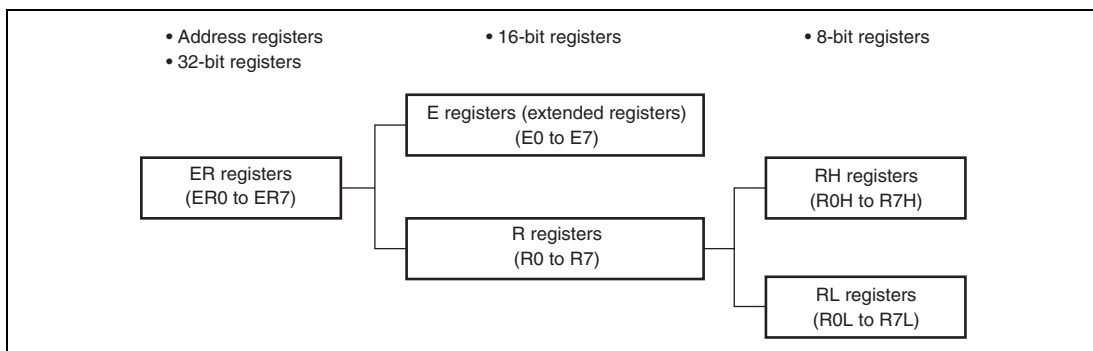 • Address registers
• 32-bit registers
• 16-bit registers
• 8-bit registers
E registers (extended registers)
(E0 to E7)
ER registers
(ER0 to ER7)
RH registers
(R0H to R7H)
R registers
(R0 to R7)
RL registers
(R0L to R7L)